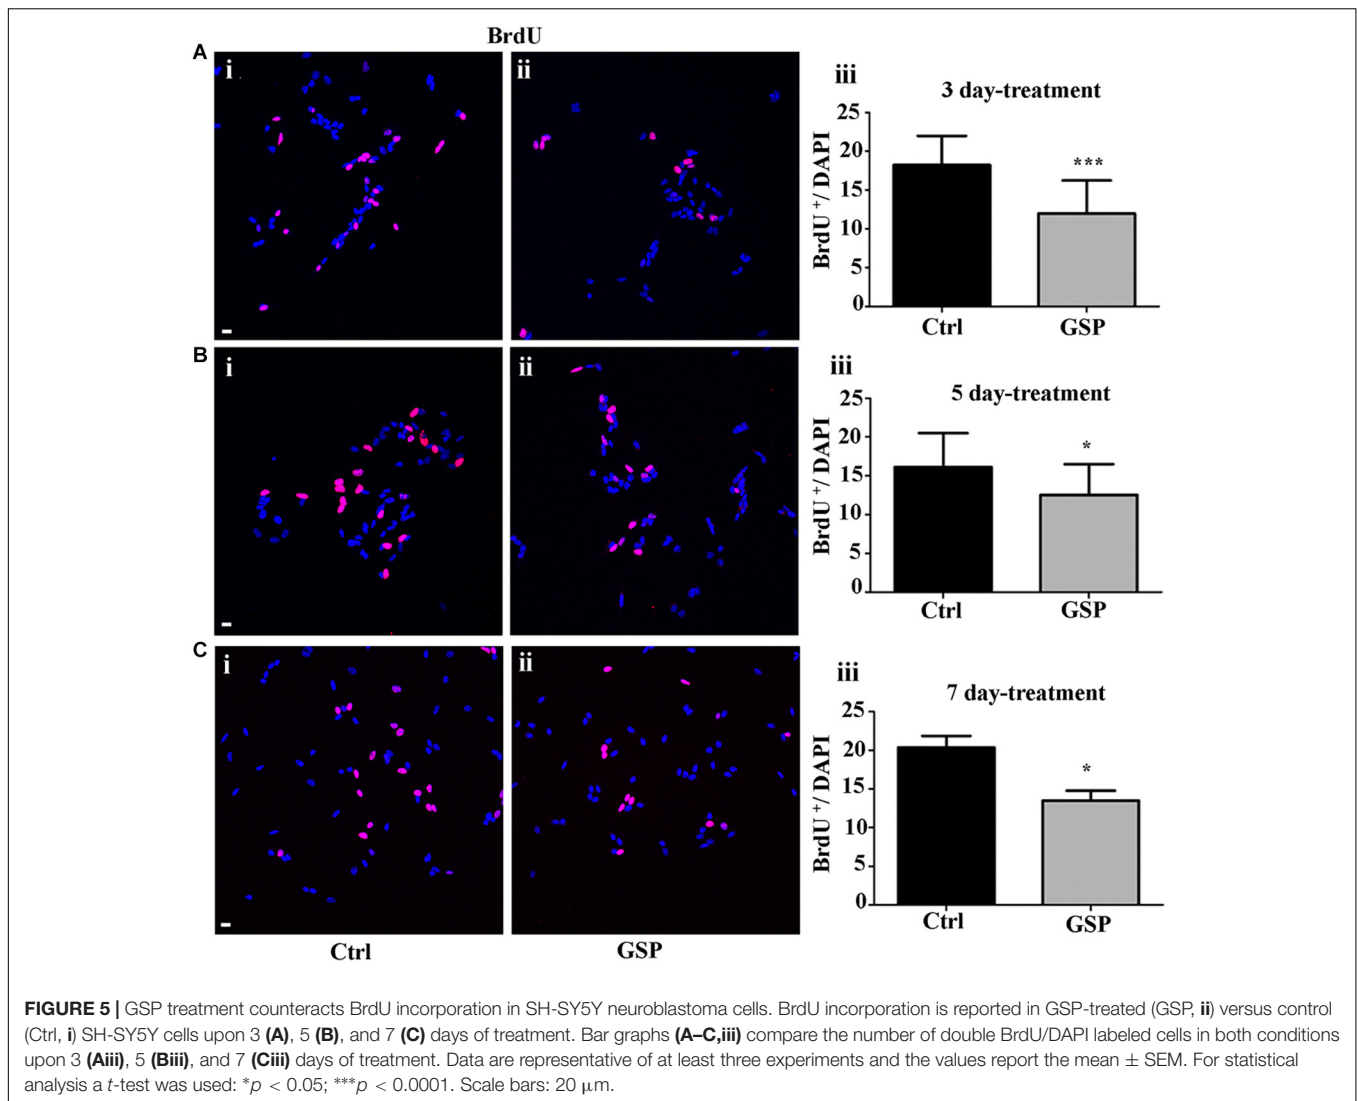 BrdU
A
i
ii
iii
3 day-treatment
25
20
15
10
5
0
BrdU +/ DAPI
***
Ctrl
GSP
B
i
ii
iii
5 day-treatment
25
20
15
10
5
0
BrdU +/ DAPI
*
Ctrl
GSP
C
i
ii
iii
7 day-treatment
25
20
15
10
5
0
BrdU +/ DAPI
*
Ctrl
GSP
Ctrl
GSP
FIGURE 5 | GSP treatment counteracts BrdU incorporation in SH-SY5Y neuroblastoma cells. BrdU incorporation is reported in GSP-treated (GSP, ii) versus control
(Ctrl, i) SH-SY5Y cells upon 3 (A), 5 (B), and 7 (C) days of treatment. Bar graphs (A–C,iii) compare the number of double BrdU/DAPI labeled cells in both conditions
upon 3 (Aiii), 5 (Biii), and 7 (Ciii) days of treatment. Data are representative of at least three experiments and the values report the mean ± SEM. For statistical
analysis a t-test was used: *p < 0.05; ***p < 0.0001. Scale bars: 20 μm.